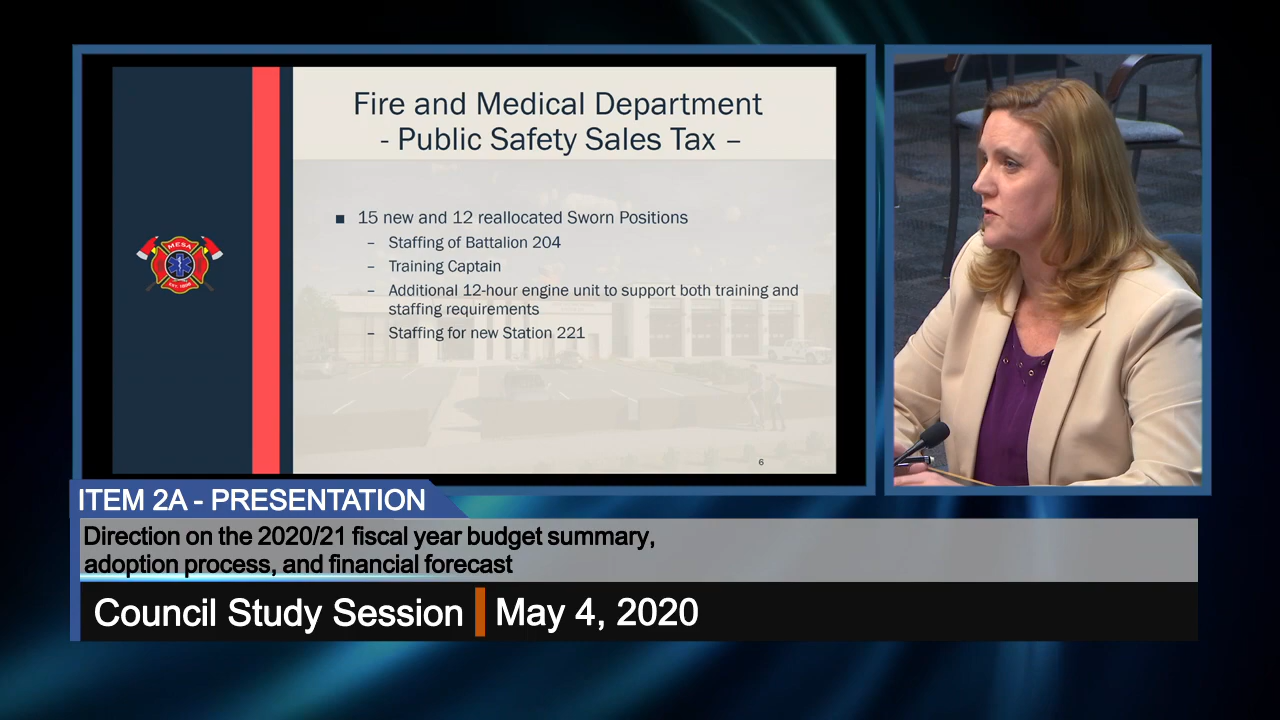 Fire and Medical Department
- Public Safety Sales Tax –
■ 15 new and 12 reallocated Sworn Positions
– Staffing of Battalion 204
– Training Captain
– Additional 12-hour engine unit to support both training and
staffing requirements
– Staffing for new Station 221
MESA
6
ITEM 2A - PRESENTATION
Direction on the 2020/21 fiscal year budget summary,
adoption process, and financial forecast
Council Study Session
May 4, 2020